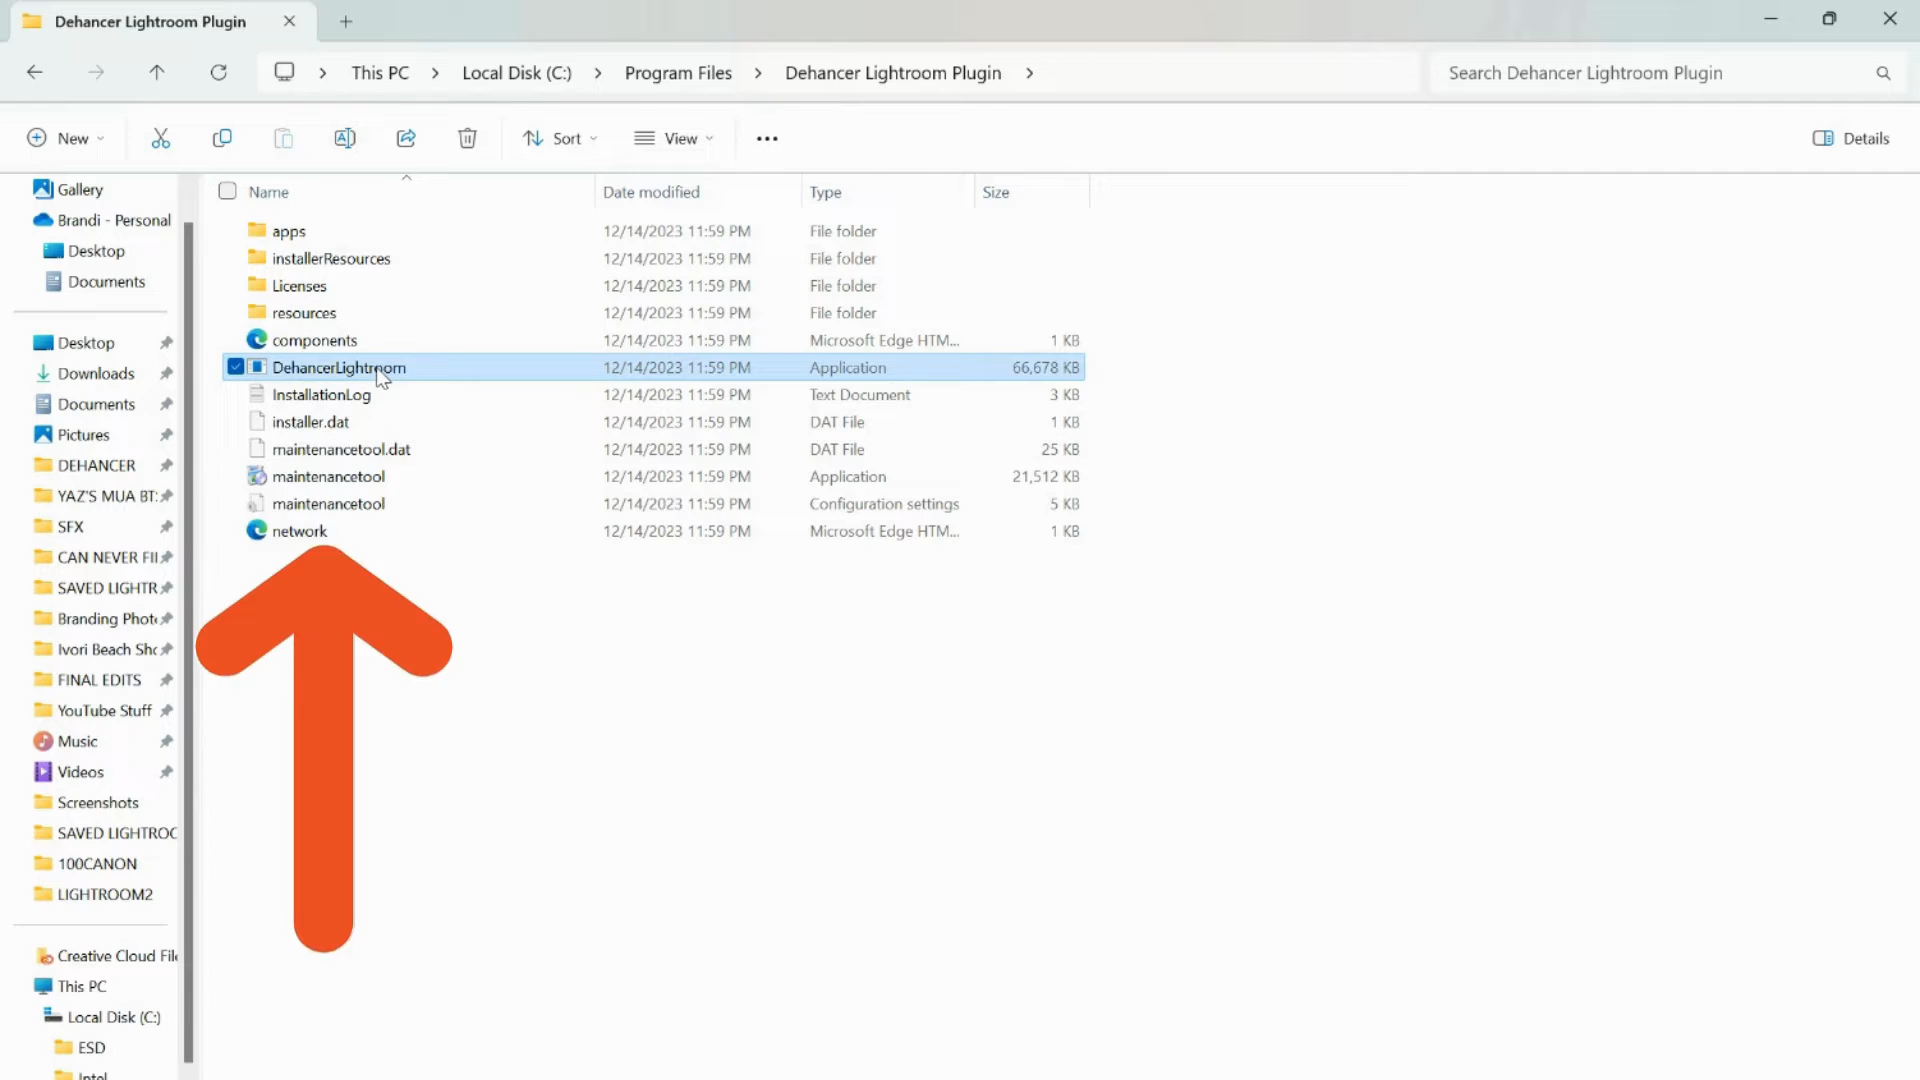 Dehancer Lightroom Plugin
This PC > Local Disk (C:) > Program Files > Dehancer Lightroom Plugin >
Search Dehancer Lightroom Plugin
New
Sort
View
Details
Gallery
Brandi - Personal
Desktop
Documents
Desktop
Downloads
Documents
Pictures
DEHANCER
YAZ'S MUA BT:
SFX
CAN NEVER FII
SAVED LIGHTR
Branding Phot
Ivori Beach Sho
FINAL EDITS
YouTube Stuff
Music
Videos
Screenshots
SAVED LIGHTROO
100CANON
LIGHTROOM2
Creative Cloud File
This PC
Local Disk (C:)
ESD
Intel
Name Date modified Type Size
apps 12/14/2023 11:59 PM File folder
installerResources 12/14/2023 11:59 PM File folder
Licenses 12/14/2023 11:59 PM File folder
resources 12/14/2023 11:59 PM File folder
components 12/14/2023 11:59 PM Microsoft Edge HTM... 1 KB
DehancerLightroom 12/14/2023 11:59 PM Application 66,678 KB
InstallationLog 12/14/2023 11:59 PM Text Document 3 KB
installer.dat 12/14/2023 11:59 PM DAT File 1 KB
maintenancetool.dat 12/14/2023 11:59 PM DAT File 25 KB
maintenancetool 12/14/2023 11:59 PM Application 21,512 KB
maintenancetool 12/14/2023 11:59 PM Configuration settings 5 KB
network 12/14/2023 11:59 PM Microsoft Edge HTM... 1 KB